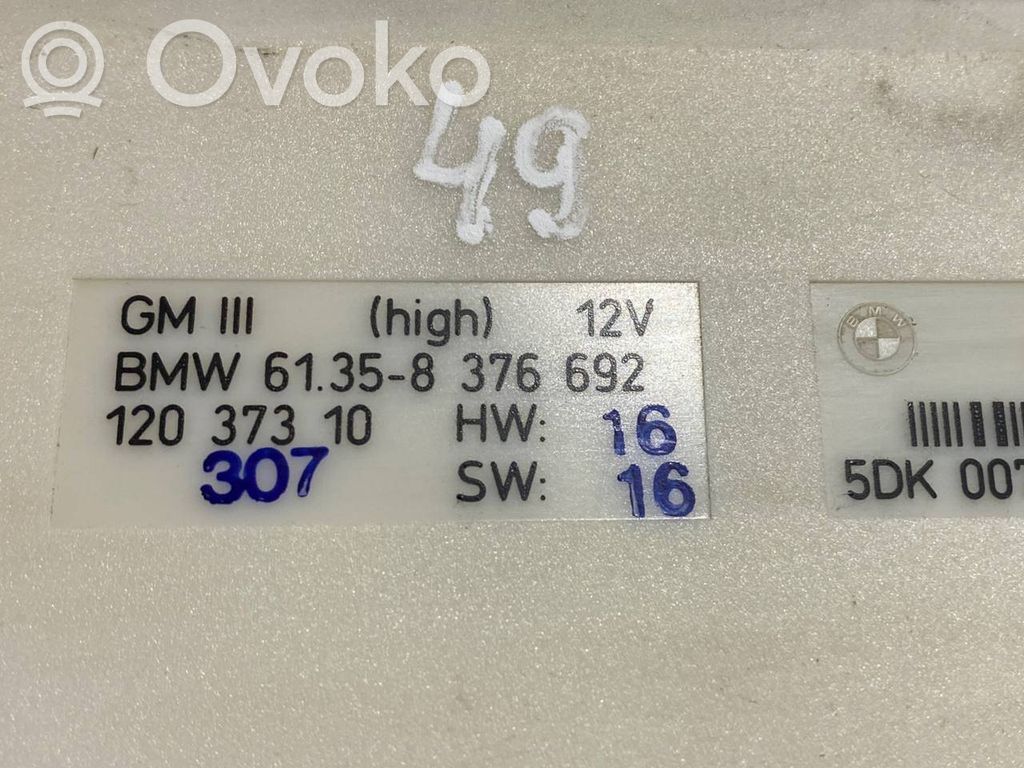 Ovoko
49
GM III (high) 12V
BMW 61.35-8 376 692
120 373 10 HW: 16
307 SW: 16
BMW
5DK 007